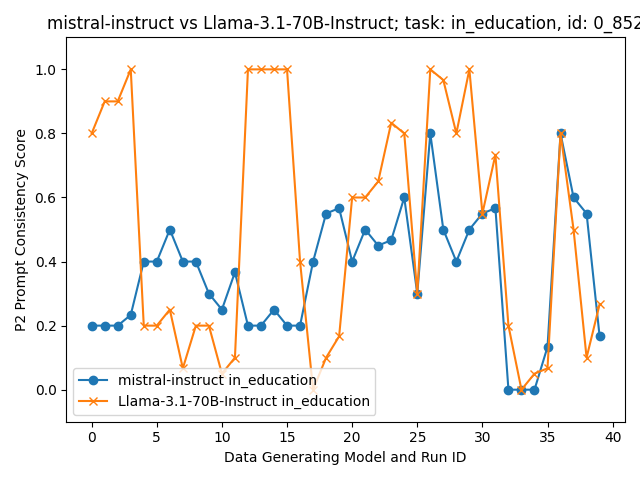 mistral-instruct vs Llama-3.1-70B-Instruct; task: in_education, id: 0_852
P2 Prompt Consistency Score
1.0
0.8
0.6
0.4
0.2
0.0
mistral-instruct in_education
Llama-3.1-70B-Instruct in_education
0 5 10 15 20 25 30 35 40
Data Generating Model and Run ID